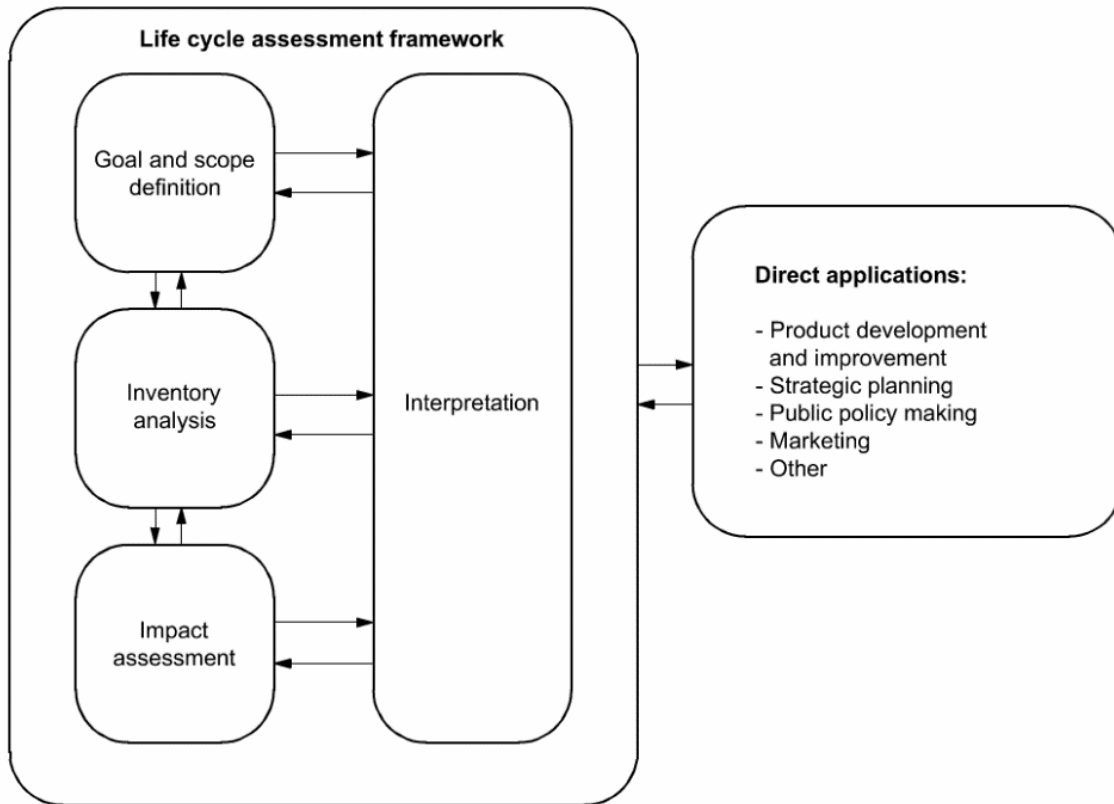 Life cycle assessment framework
Goal and scope
definition
Inventory
analysis
Impact
assessment
Interpretation
Direct applications:
- Product development
and improvement
- Strategic planning
- Public policy making
- Marketing
- Other